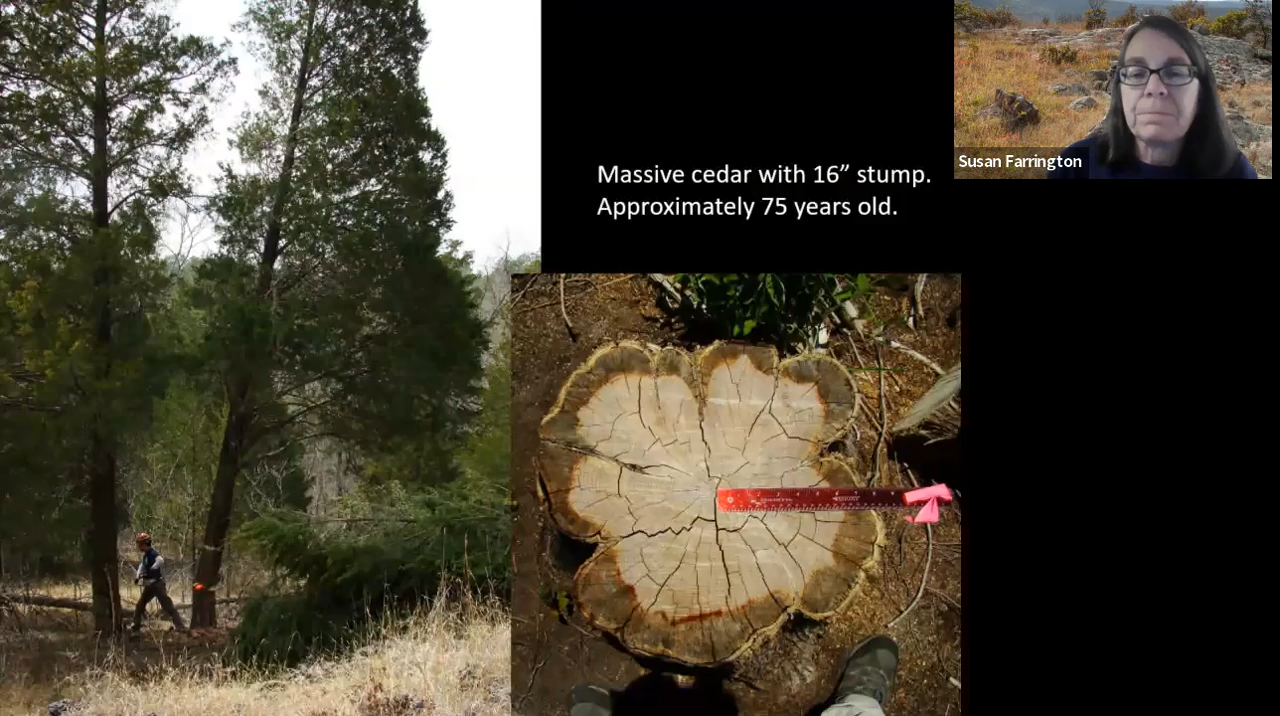 Massive cedar with 16” stump.
Approximately 75 years old.
Susan Farrington